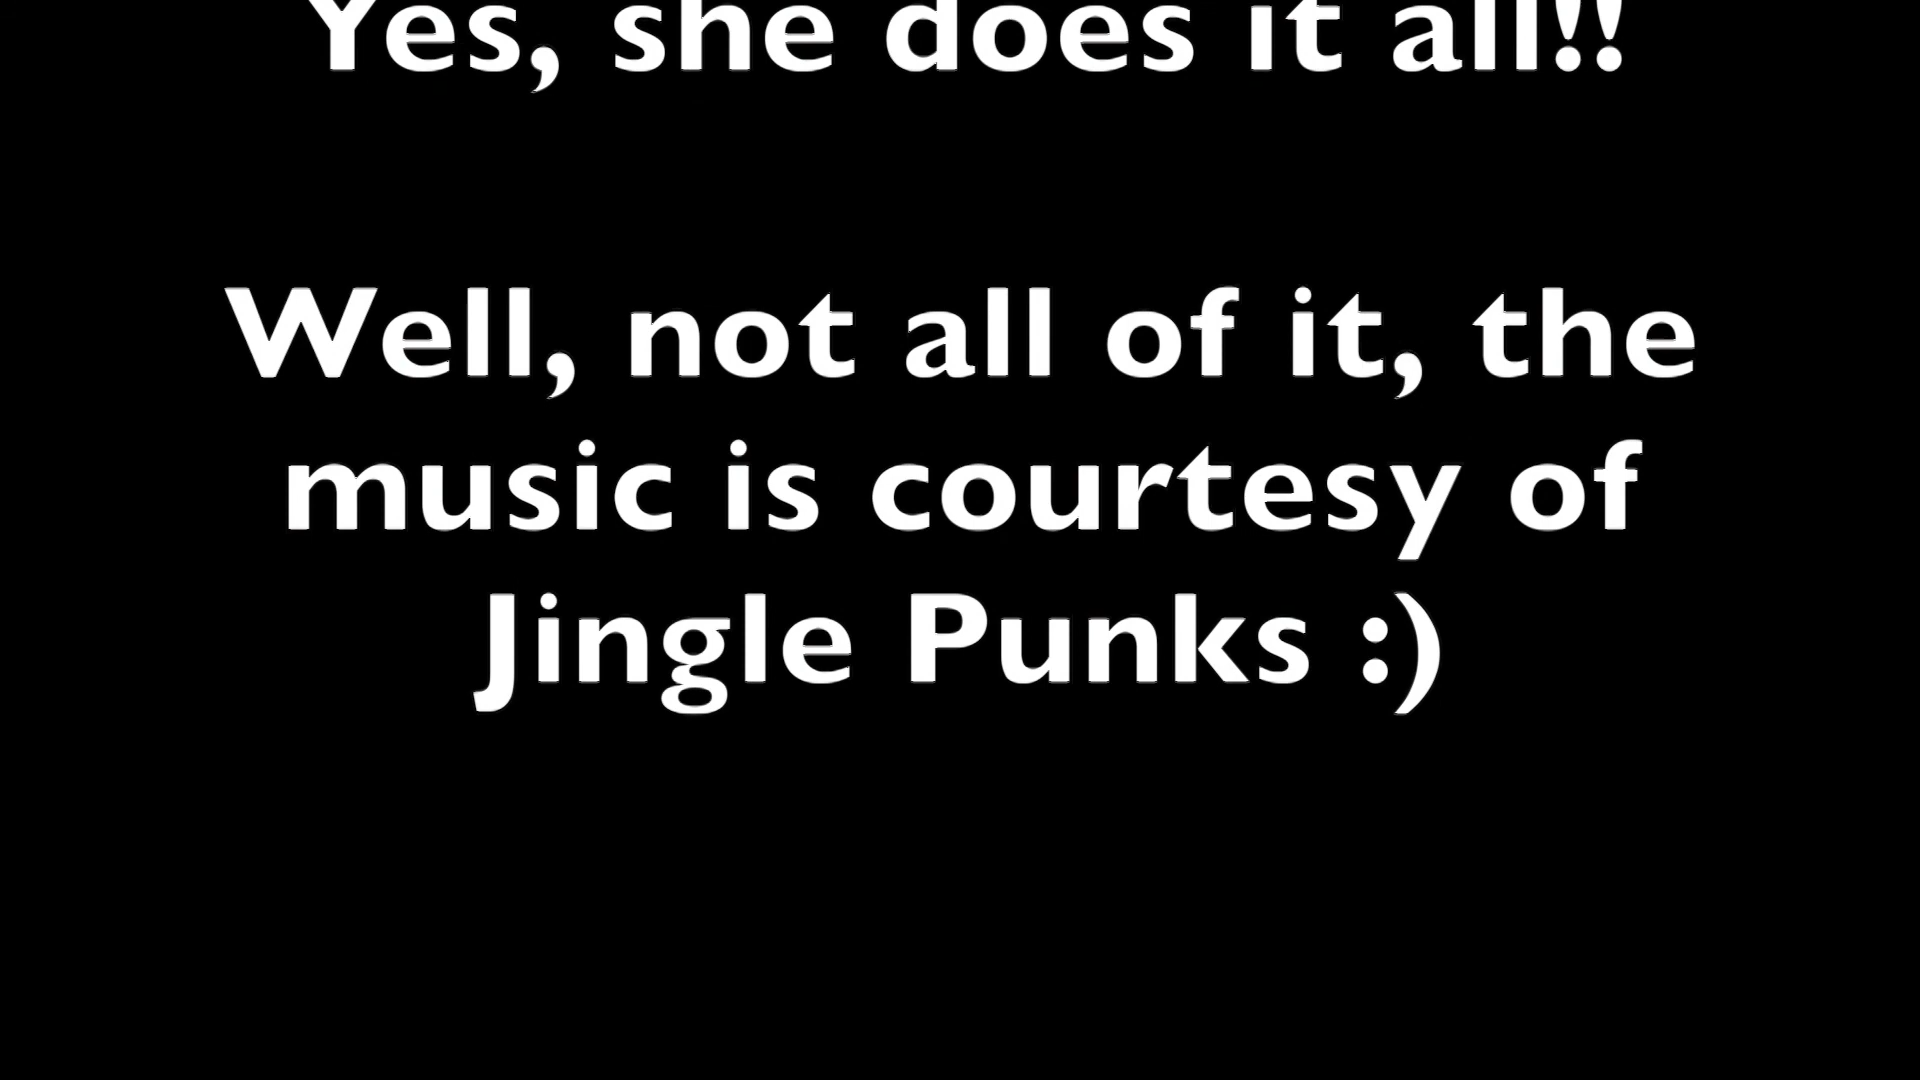 Yes, she does it all!!
Well, not all of it, the
music is courtesy of
Jingle Punks :)